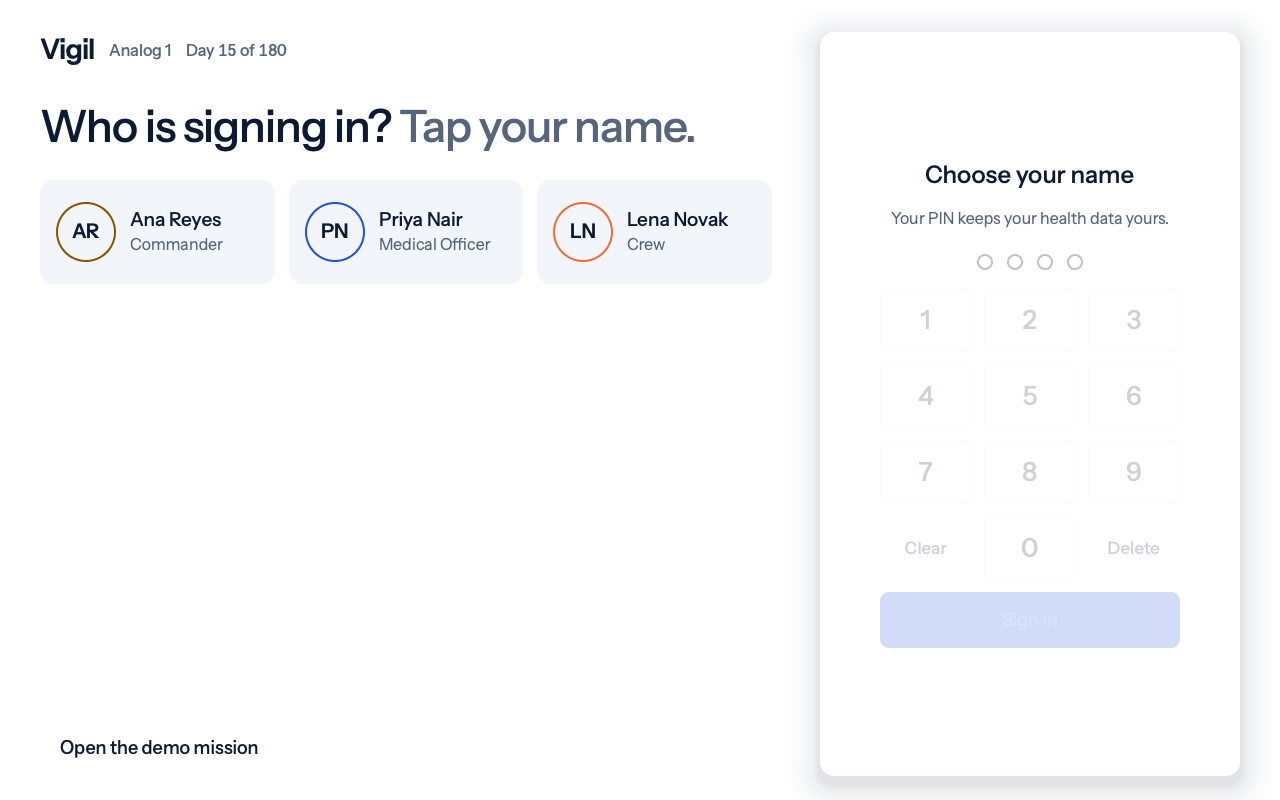 Vigil Analog 1 Day 15 of 180
Who is signing in? Tap your name.
AR Ana Reyes
Commander
PN Priya Nair
Medical Officer
LN Lena Novak
Crew
Open the demo mission
Choose your name
Your PIN keeps your health data yours.
1 2 3
4 5 6
7 8 9
Clear 0 Delete
Sign in